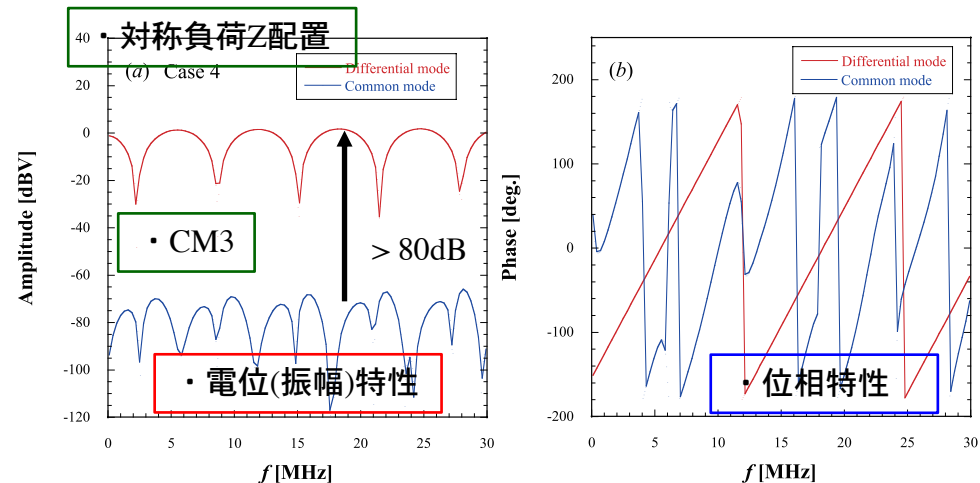 ・対称負荷Z配置
(a) Case 4
Differential mode
Common mode
Amplitude [dBV]
40
20
0
-20
-40
-60
-80
-100
-120
・CM3
> 80dB
・電位(振幅)特性
0 5 10 15 20 25 30
f [MHz]
(b)
Differential mode
Common mode
Phase [deg.]
200
100
0
-100
-200
・位相特性
0 5 10 15 20 25 30
f [MHz]